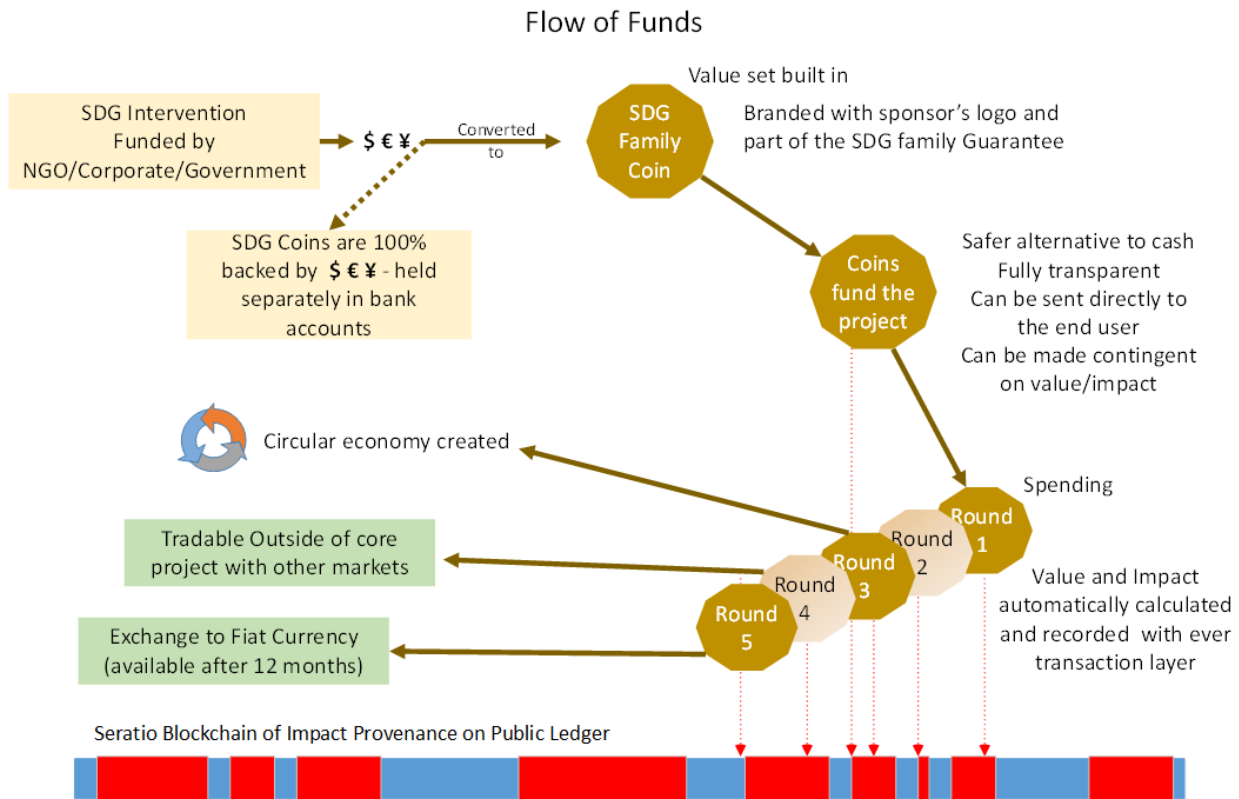 Flow of Funds
SDG Intervention
Funded by
NGO/Corporate/Government
$ € ¥
Converted
to
SDG
Family
Coin
Value set built in
Branded with sponsor's logo and
part of the SDG family Guarantee
SDG Coins are 100%
backed by $ € ¥ - held
separately in bank
accounts
Coins
fund the
project
Safer alternative to cash
Fully transparent
Can be sent directly to
the end user
Can be made contingent
on value/impact
Circular economy created
Spending
Round
1
Round
2
Round
3
Round
4
Round
5
Tradable Outside of core
project with other markets
Value and Impact
automatically calculated
and recorded with ever
transaction layer
Exchange to Fiat Currency
(available after 12 months)
Seratio Blockchain of Impact Provenance on Public Ledger